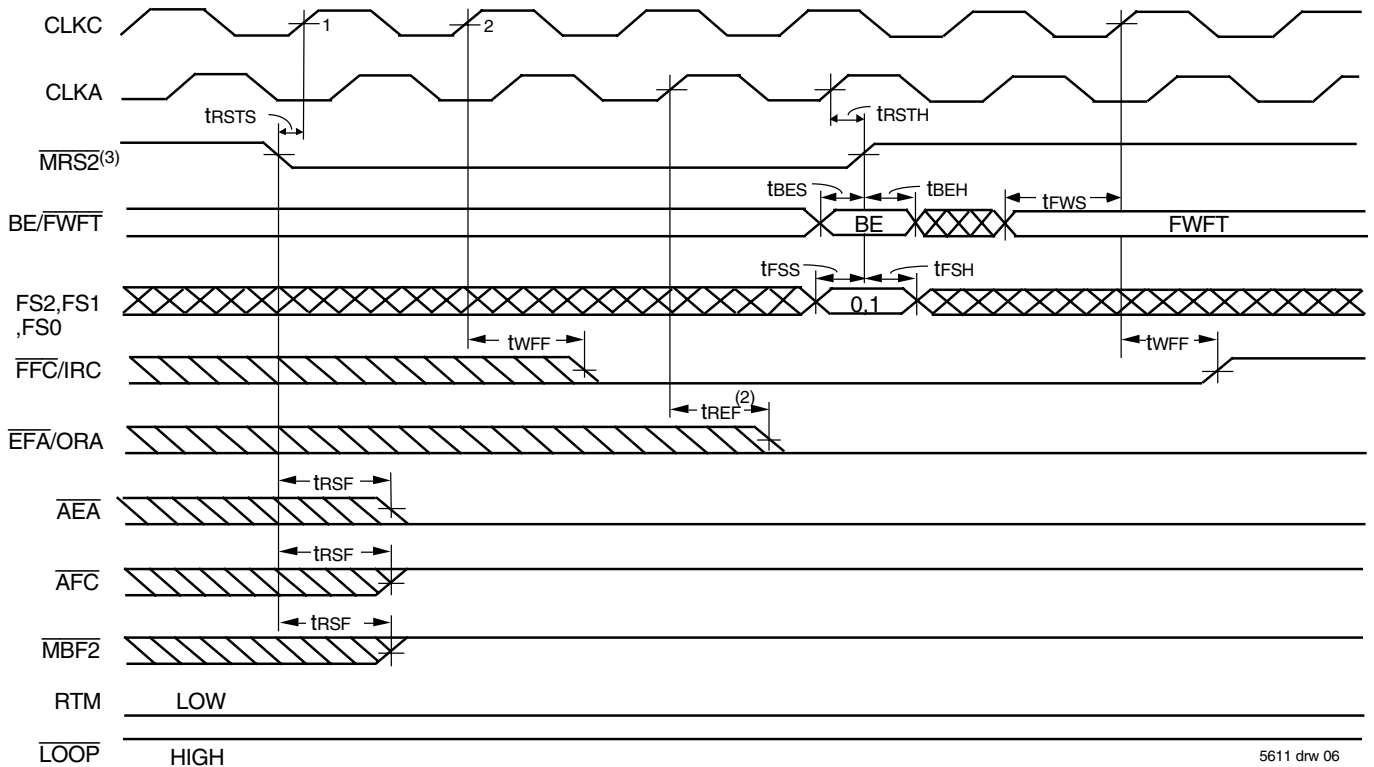 CLKC
1
2
CLKA
tRSTS
tRSTH
MRS2(3)
tBES
tBEH
tFWS
BE/FWFT
BE
FWFT
tFSS
tFSH
FS2,FS1
,FS0
0,1
tWFF
tWFF
FFC/IRC
tREF(2)
EFA/ORA
tRSF
AEA
tRSF
AFC
tRSF
MBF2
RTM
LOW
LOOP
HIGH
5611 drw 06